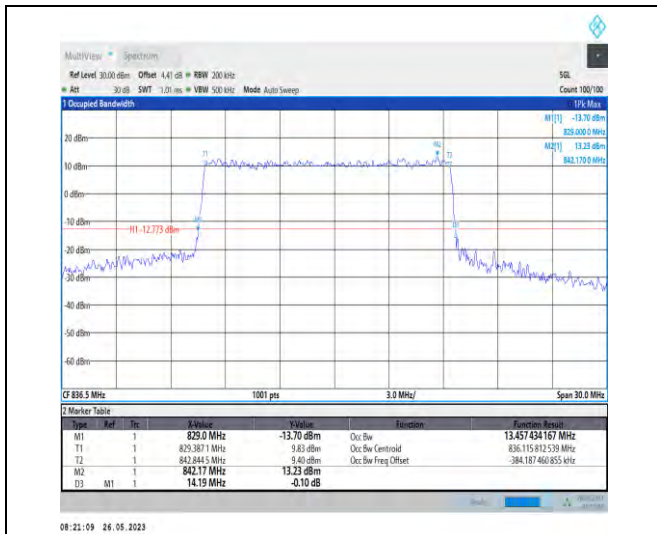 MultiView Spectrum
Ref Level 30.00 dBm Offset 4.41 dB RBW 200 kHz SGL
Att 30 dB SWT 1.01 ms VBW 500 kHz Mode Auto Sweep Count 100/100
1 Occupied Bandwidth 1Pk Max
M1[1] -13.70 dBm
829.000 0 MHz
20 dBm M2[1] 13.23 dBm
T1 M2 T2 842.170 0 MHz
10 dBm
0 dBm
-10 dBm
M1 D3
H1 -12.773 dBm
-20 dBm
-30 dBm
-40 dBm
-50 dBm
-60 dBm
CF 836.5 MHz 1001 pts 3.0 MHz/ Span 30.0 MHz
2 Marker Table
Type Ref Trc X-Value Y-Value Function Function Result
M1 1 829.0 MHz -13.70 dBm Occ Bw 13.457 434 167 MHz
T1 1 829.387 1 MHz 9.83 dBm Occ Bw Centroid 836.115 812 539 MHz
T2 1 842.844 5 MHz 9.40 dBm Occ Bw Freq Offset -384.187 460 855 kHz
M2 1 842.17 MHz 13.23 dBm
D3 M1 1 14.19 MHz -0.10 dB
08:21:09 26.05.2023